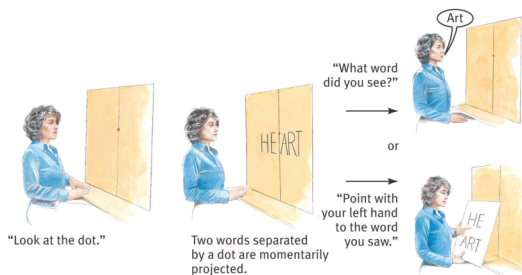 "Look at the dot."
HE•ART
Two words separated
by a dot are momentarily
projected.
"What word
did you see?"
Art
or
"Point with
your left hand
to the word
you saw."
HE
ART